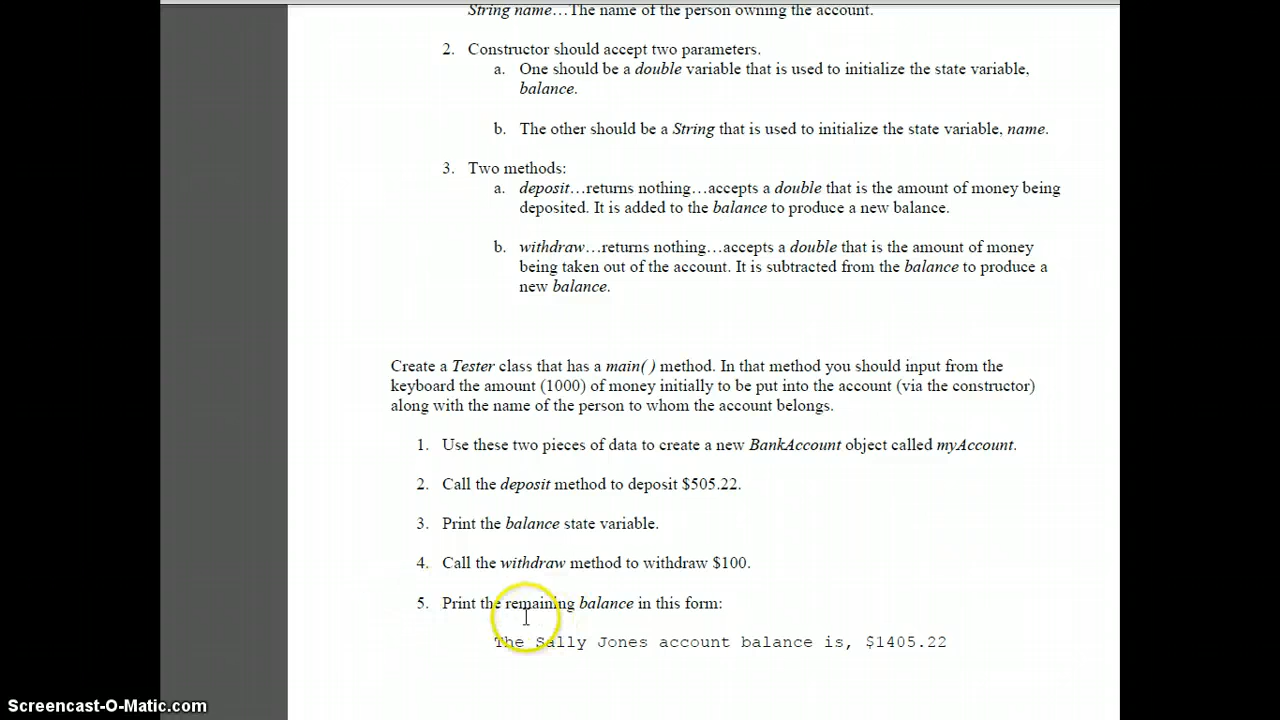 String name…The name of the person owning the account.
2. Constructor should accept two parameters.
a. One should be a double variable that is used to initialize the state variable,
balance.
b. The other should be a String that is used to initialize the state variable, name.
3. Two methods:
a. deposit…returns nothing…accepts a double that is the amount of money being
deposited. It is added to the balance to produce a new balance.
b. withdraw…returns nothing…accepts a double that is the amount of money
being taken out of the account. It is subtracted from the balance to produce a
new balance.
Create a Tester class that has a main( ) method. In that method you should input from the
keyboard the amount (1000) of money initially to be put into the account (via the constructor)
along with the name of the person to whom the account belongs.
1. Use these two pieces of data to create a new BankAccount object called myAccount.
2. Call the deposit method to deposit $505.22.
3. Print the balance state variable.
4. Call the withdraw method to withdraw $100.
5. Print the remaining balance in this form:
The Sally Jones account balance is, $1405.22
Screencast-O-Matic.com